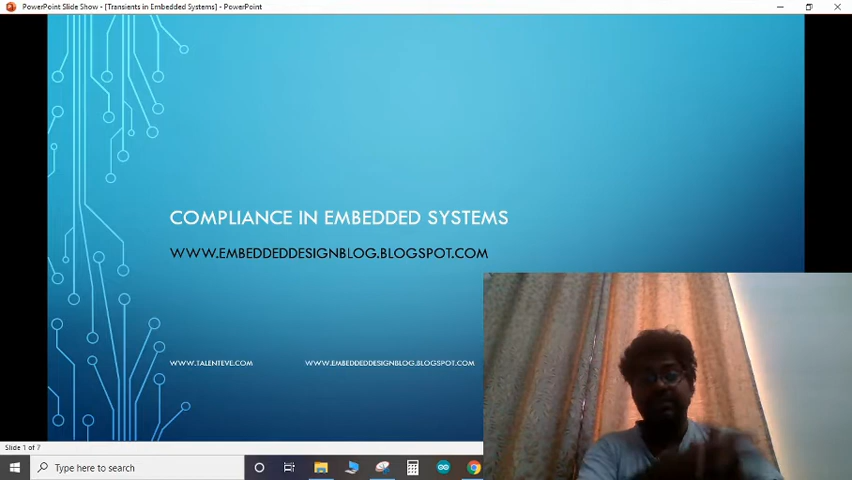 PowerPoint Slide Show - [Transients in Embedded Systems] - PowerPoint
COMPLIANCE IN EMBEDDED SYSTEMS
WWW.EMBEDDEDDESIGNBLOG.BLOGSPOT.COM
WWW.TALENTEVE.COM
WWW.EMBEDDEDDESIGNBLOG.BLOGSPOT.COM
Slide 1 of 7
Type here to search